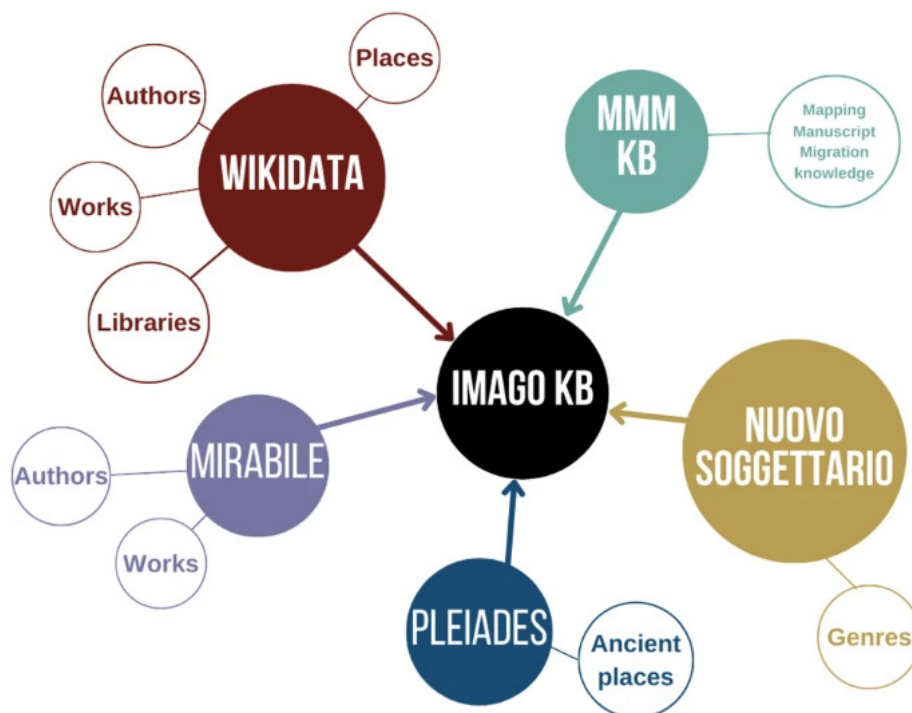 Places
Authors
WIKIDATA
Works
Libraries
MMM
KB
Mapping
Manuscript
Migration
knowledge
IMAGO KB
MIRABILE
Authors
Works
NUOVO
SOGGETTARIO
Genres
PLEIADES
Ancient
places